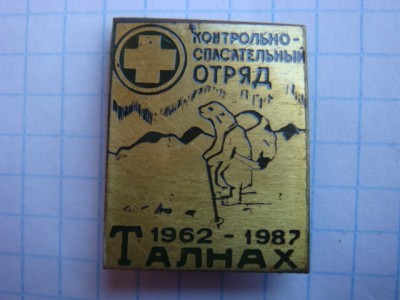 КОНТРОЛЬНО-
СПАСАТЕЛЬНЫЙ
ОТРЯД
1962 - 1987
ТАЛНАХ